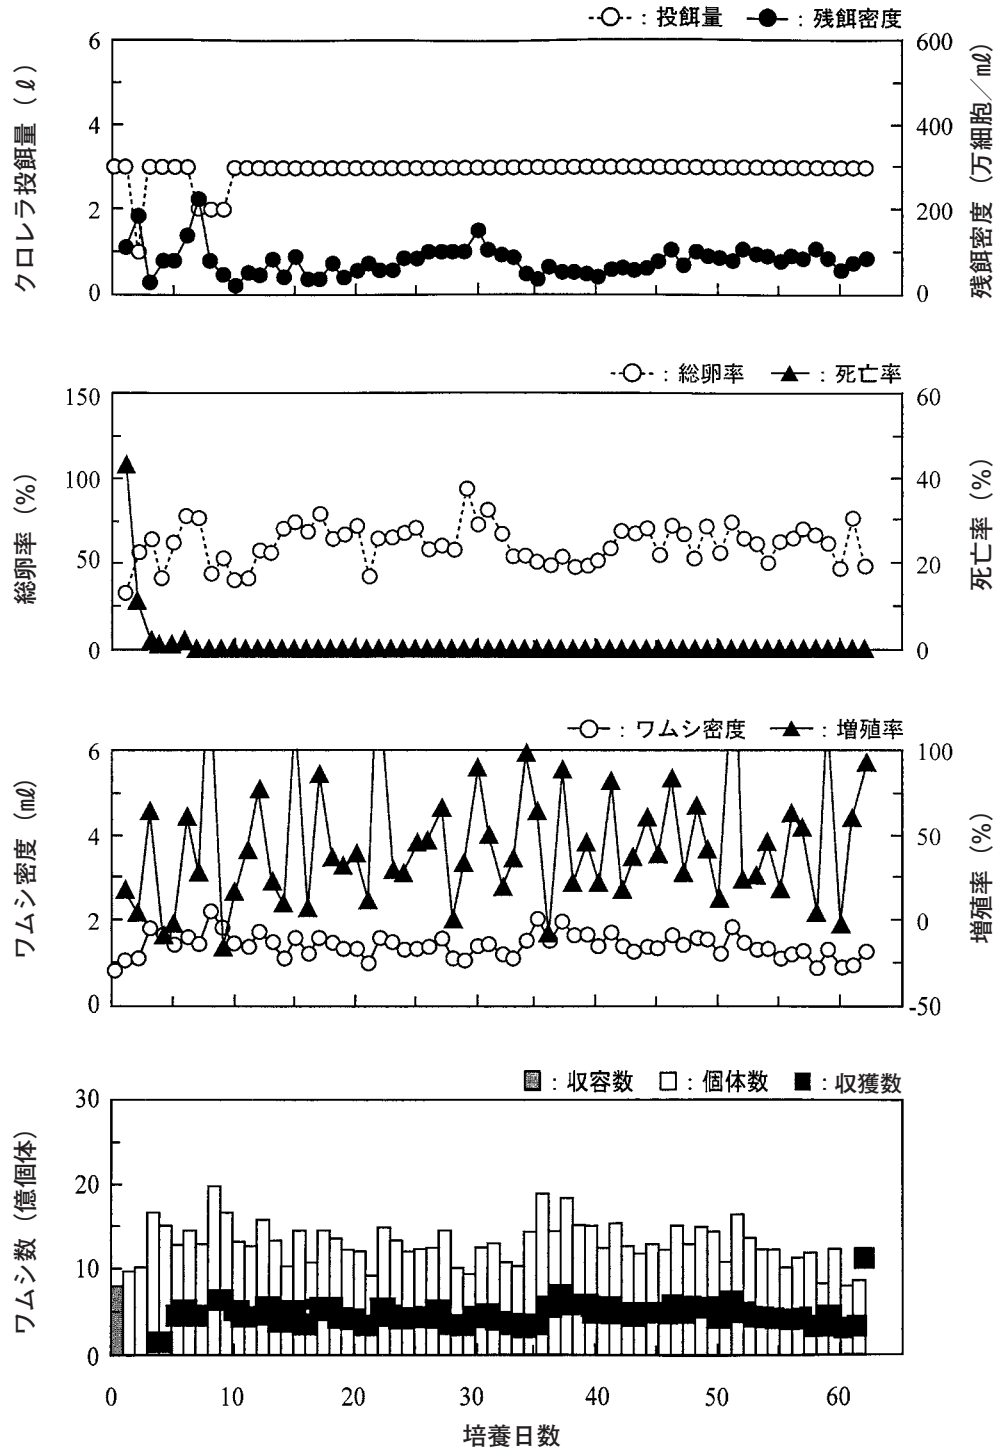 -○- : 投餌量 ―●― : 残餌密度
クロレラ投餌量（ℓ）
6
4
2
0
600
400
200
0
残餌密度（万細胞／㎖）
-○- : 総卵率 ―▲― : 死亡率
総卵率（%）
150
100
50
0
60
40
20
0
死亡率（%）
―○― : ワムシ密度 ―▲― : 増殖率
ワムシ密度（㎖）
6
4
2
0
100
50
0
-50
増殖率（%）
: 収容数 □ : 個体数 ■ : 収獲数
ワムシ数（億個体）
30
20
10
0
0 10 20 30 40 50 60
培養日数